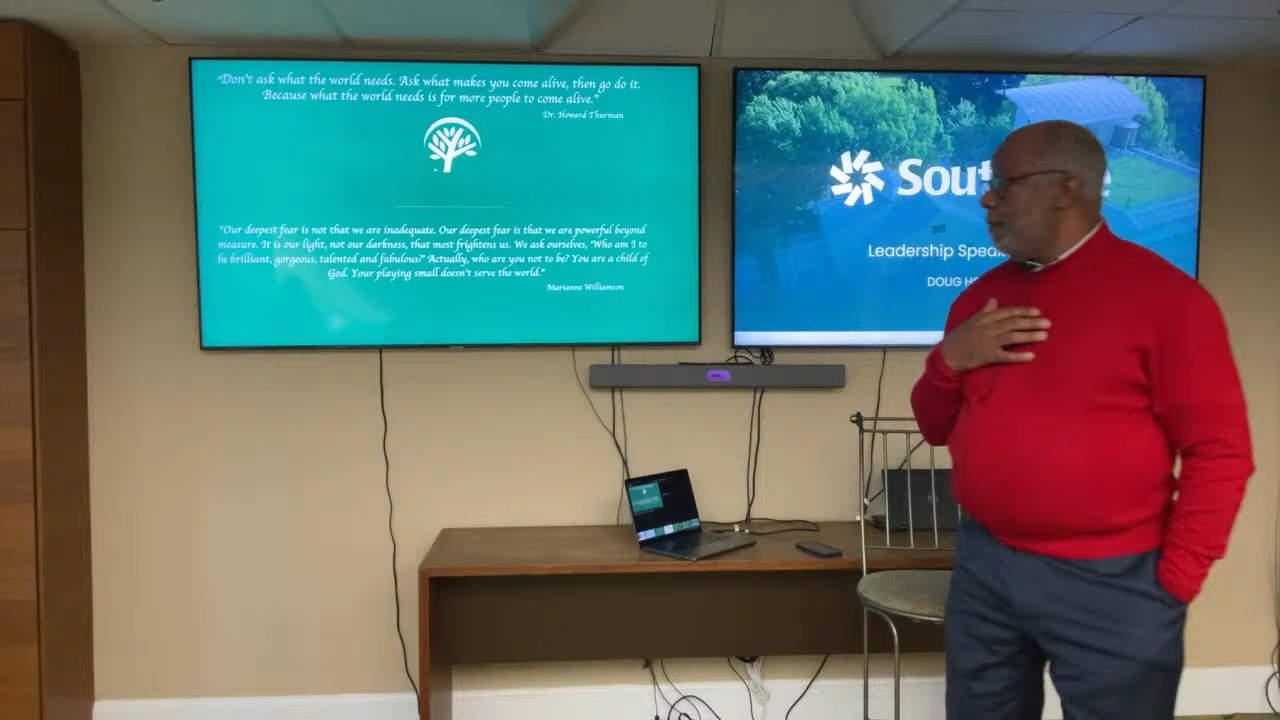 "Don't ask what the world needs. Ask what makes you come alive, then go do it.
Because what the world needs is for more people to come alive."
Dr. Howard Thurman
"Our deepest fear is not that we are inadequate. Our deepest fear is that we are powerful beyond
measure. It is our light, not our darkness, that most frightens us. We ask ourselves, 'Who am I to
be brilliant, gorgeous, talented and fabulous?' Actually, who are you not to be? You are a child of
God. Your playing small doesn't serve the world."
Marianne Williamson
Leadership
DOUG